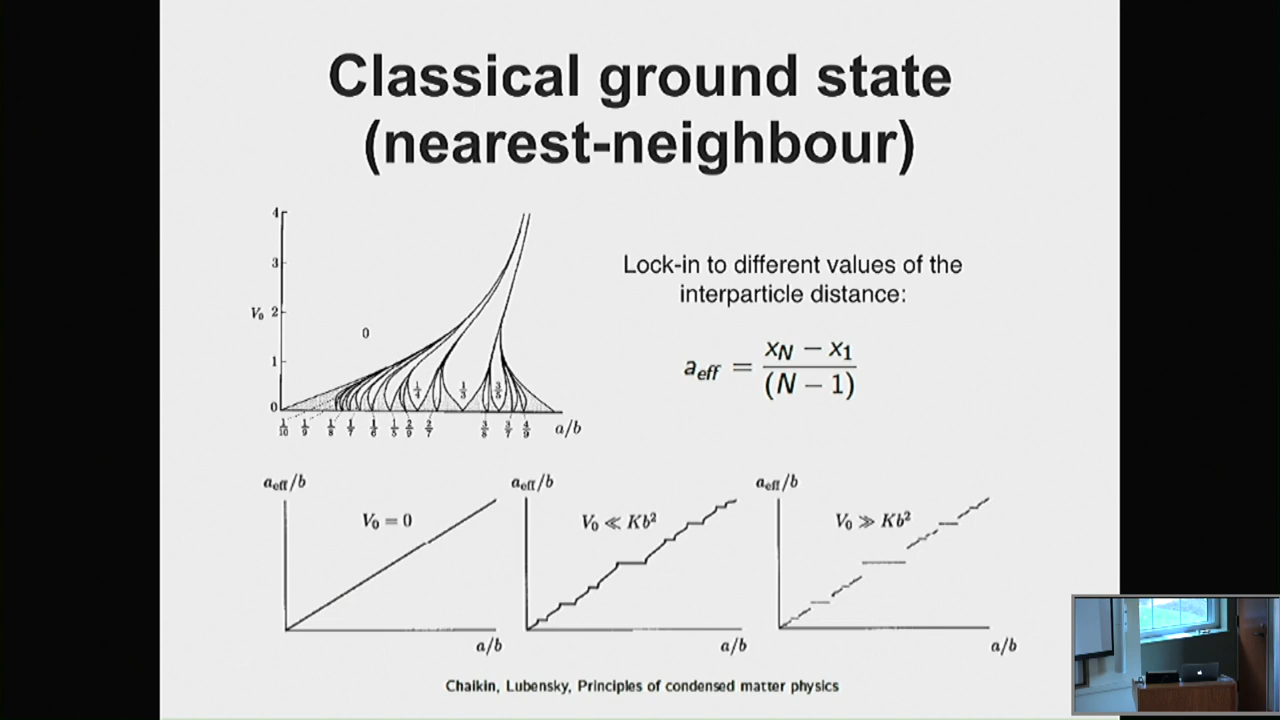 Classical ground state
(nearest-neighbour)
4
3
V₀ 2
1
0
0
1/4
1/3
2/5
1/10 1/9 1/8 1/7 1/6 1/5 2/9 2/7 3/8 3/7 4/9 a/b
Lock-in to different values of the
interparticle distance:
a_eff = (x_N − x_1) / (N − 1)
a_eff/b
V₀ = 0
a/b
a_eff/b
V₀ ≪ Kb²
a/b
a_eff/b
V₀ ≫ Kb²
a/b
Chaikin, Lubensky, Principles of condensed matter physics